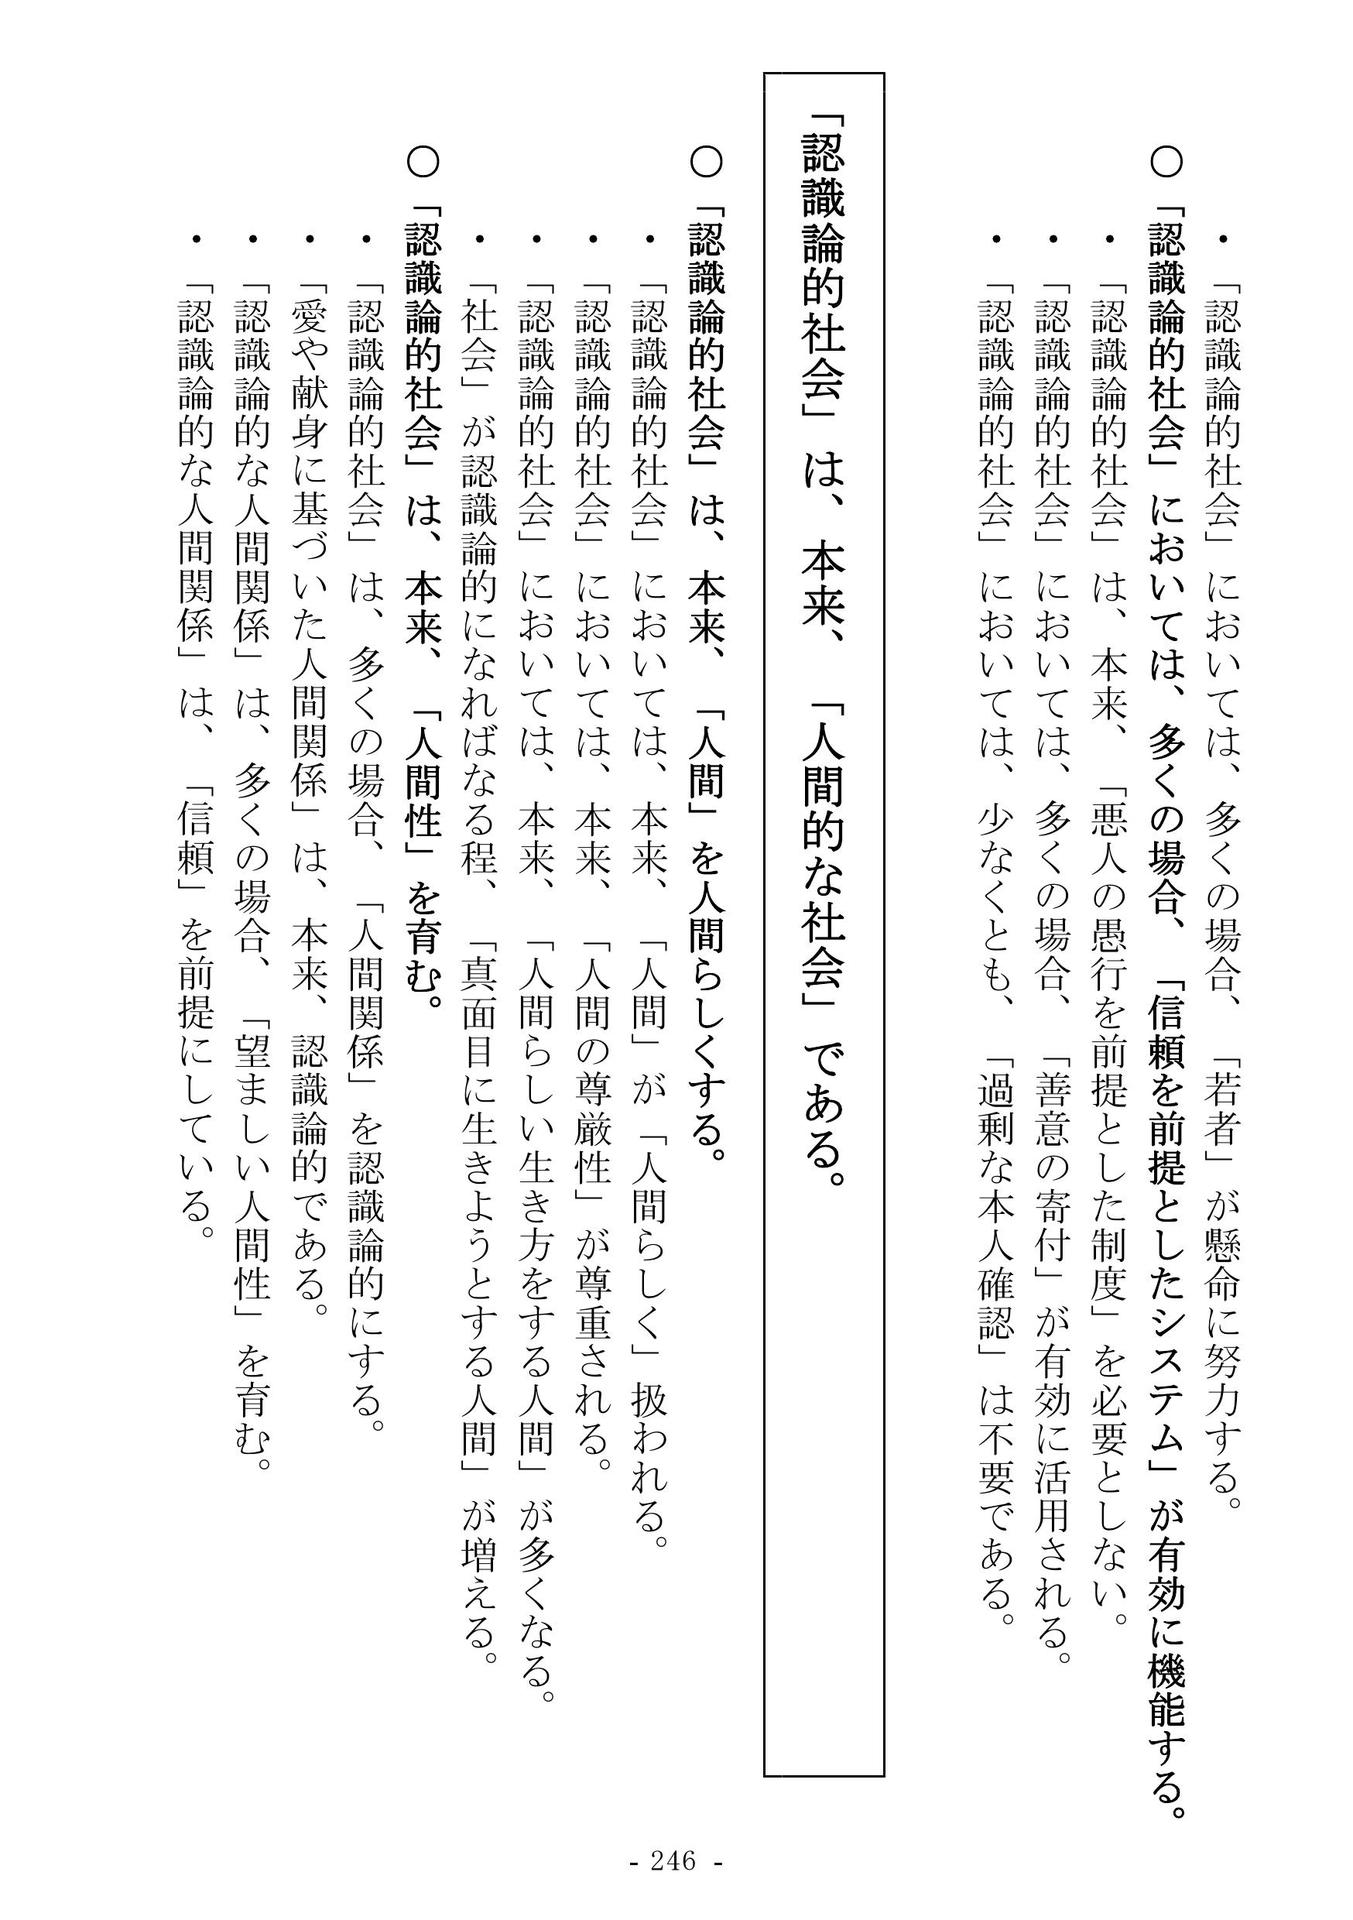 ・「認識論的社会」においては、多くの場合、「若者」が懸命に努力する。
○「認識論的社会」においては、多くの場合、「信頼を前提としたシステム」が有効に機能する。
・「認識論的社会」は、本来、「悪人の愚行を前提とした制度」を必要としない。
・「認識論的社会」においては、多くの場合、「善意の寄付」が有効に活用される。
・「認識論的社会」においては、少なくとも、「過剰な本人確認」は不要である。
「認識論的社会」は、本来、「人間的な社会」である。
○「認識論的社会」は、本来、「人間」を人間らしくする。
・「認識論的社会」においては、本来、「人間」が「人間らしく」扱われる。
・「認識論的社会」においては、本来、「人間の尊厳性」が尊重される。
・「認識論的社会」においては、本来、「人間らしい生き方をする人間」が多くなる。
・「社会」が認識論的になればなる程、「真面目に生きようとする人間」が増える。
○「認識論的社会」は、本来、「人間性」を育む。
・「認識論的社会」は、多くの場合、「人間関係」を認識論的にする。
・「愛や献身に基づいた人間関係」は、本来、認識論的である。
・「認識論的な人間関係」は、多くの場合、「望ましい人間性」を育む。
・「認識論的な人間関係」は、「信頼」を前提にしている。
- 246 -